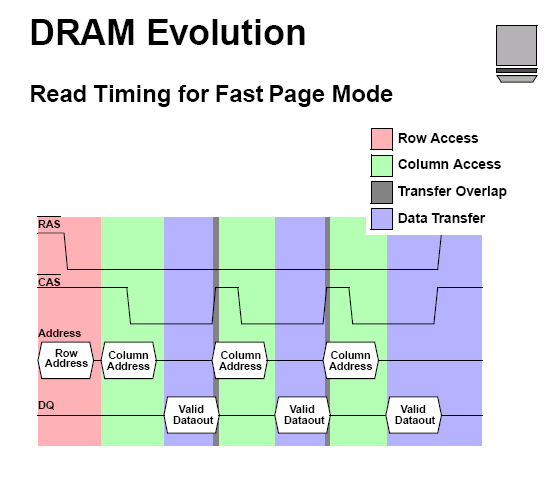 DRAM Evolution
Read Timing for Fast Page Mode
Row Access
Column Access
Transfer Overlap
Data Transfer
RAS
CAS
Address
Row
Address
Column
Address
Column
Address
Column
Address
DQ
Valid
Dataout
Valid
Dataout
Valid
Dataout